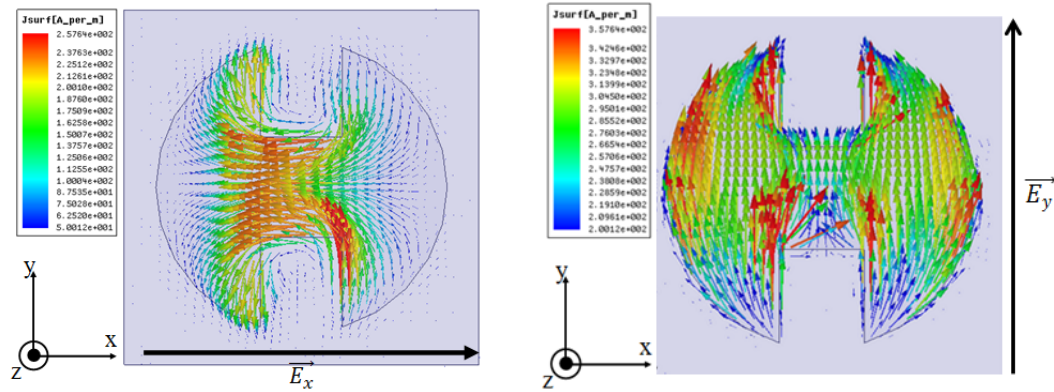 Jsurf[A_per_m]
2.5764e+002
2.3763e+002
2.2512e+002
2.1261e+002
2.0010e+002
1.8760e+002
1.7509e+002
1.6258e+002
1.5007e+002
1.3757e+002
1.2506e+002
1.1255e+002
1.0004e+002
8.7535e+001
7.5028e+001
6.2520e+001
5.0012e+001
y
x
z
E_x
Jsurf[A_per_m]
3.5764e+002
3.4246e+002
3.3297e+002
3.2348e+002
3.1399e+002
3.0450e+002
2.9501e+002
2.8552e+002
2.7603e+002
2.6654e+002
2.5706e+002
2.4757e+002
2.3808e+002
2.2859e+002
2.1910e+002
2.0961e+002
2.0012e+002
y
x
z
E_y